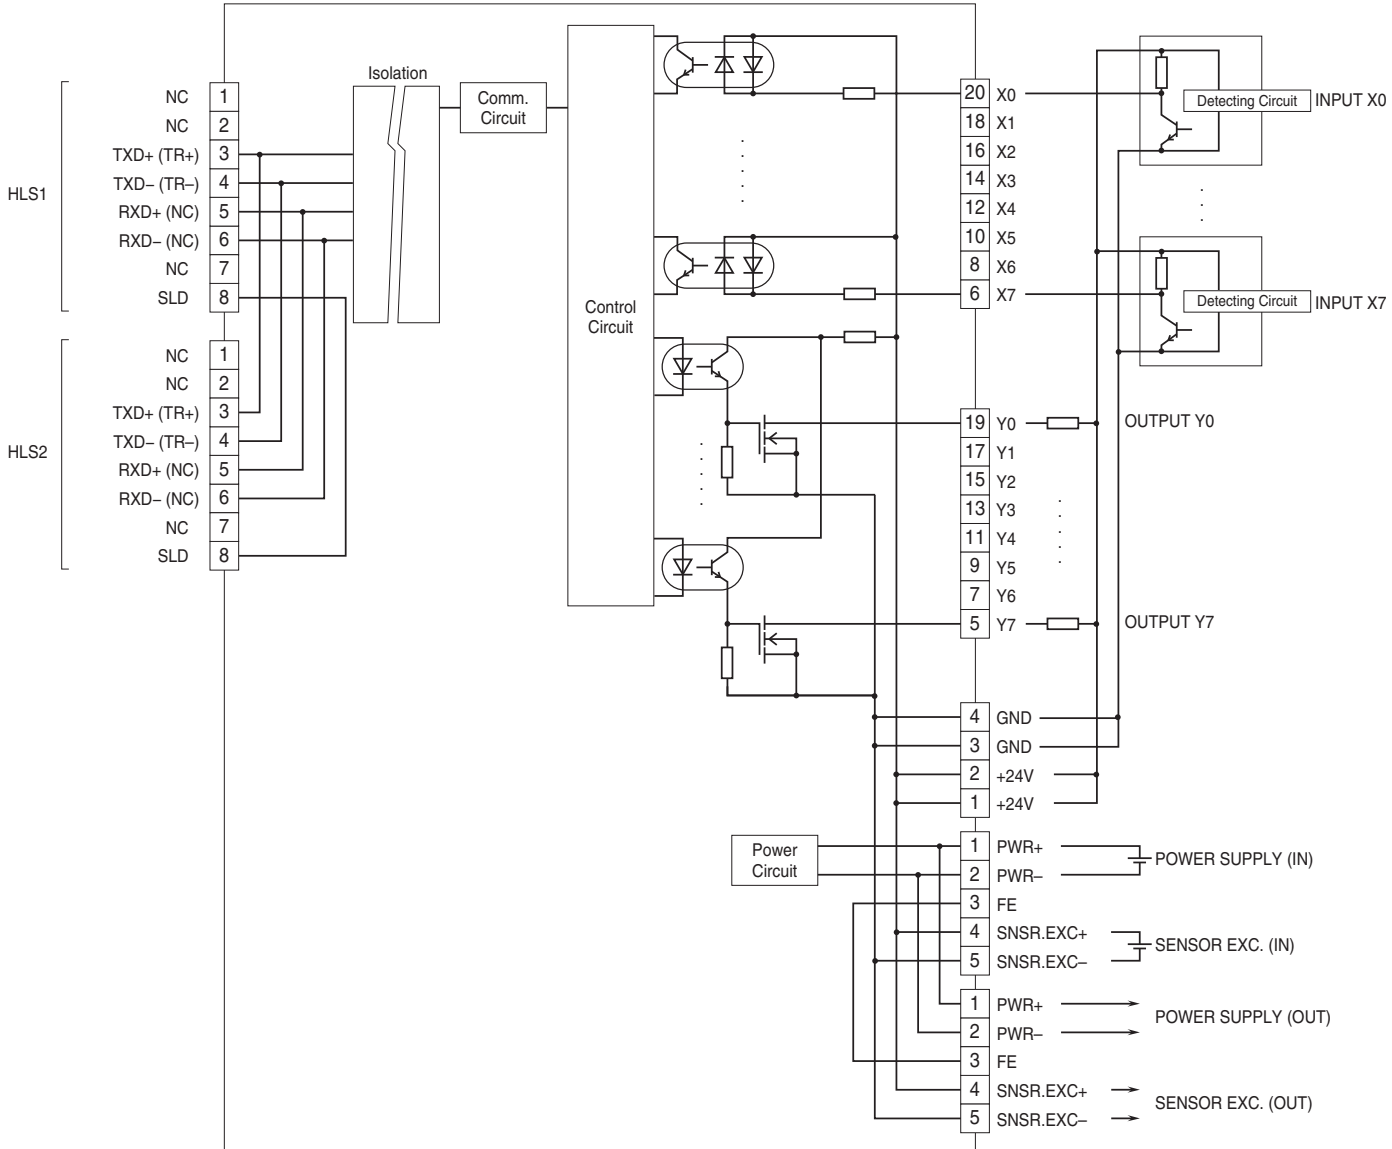 HLS1
NC 1
NC 2
TXD+ (TR+) 3
TXD− (TR−) 4
RXD+ (NC) 5
RXD− (NC) 6
NC 7
SLD 8
HLS2
NC 1
NC 2
TXD+ (TR+) 3
TXD− (TR−) 4
RXD+ (NC) 5
RXD− (NC) 6
NC 7
SLD 8
Isolation
Comm.
Circuit
Control
Circuit
Power
Circuit
20 X0
18 X1
16 X2
14 X3
12 X4
10 X5
8 X6
6 X7
19 Y0
17 Y1
15 Y2
13 Y3
11 Y4
9 Y5
7 Y6
5 Y7
4 GND
3 GND
2 +24V
1 +24V
1 PWR+
2 PWR−
3 FE
4 SNSR.EXC+
5 SNSR.EXC−
1 PWR+
2 PWR−
3 FE
4 SNSR.EXC+
5 SNSR.EXC−
Detecting Circuit INPUT X0
Detecting Circuit INPUT X7
OUTPUT Y0
OUTPUT Y7
POWER SUPPLY (IN)
SENSOR EXC. (IN)
POWER SUPPLY (OUT)
SENSOR EXC. (OUT)